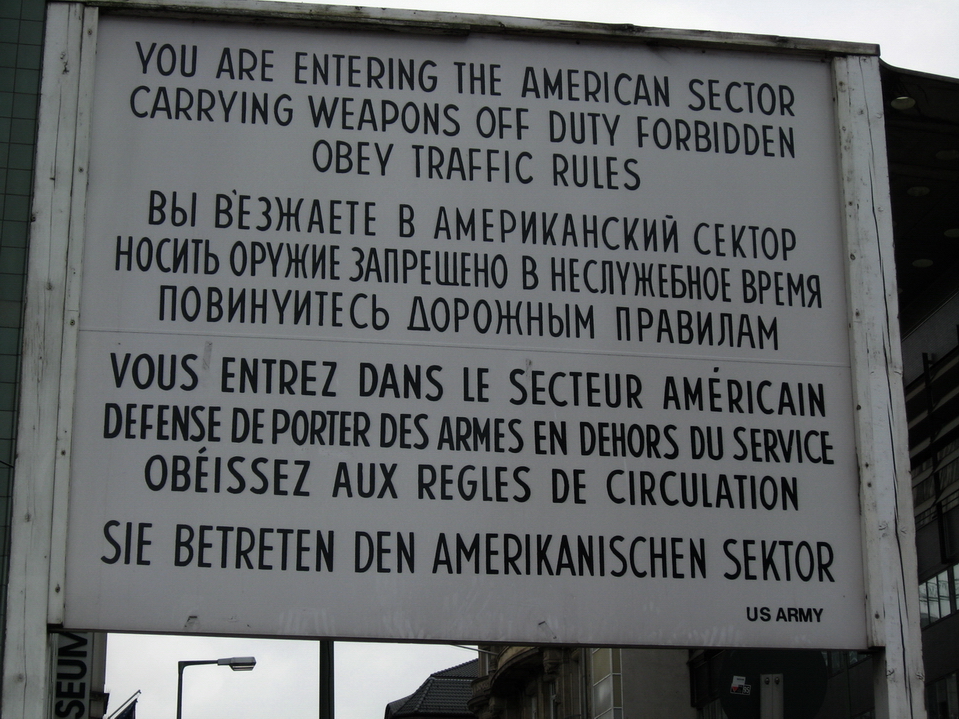 YOU ARE ENTERING THE AMERICAN SECTOR
CARRYING WEAPONS OFF DUTY FORBIDDEN
OBEY TRAFFIC RULES
ВЫ В'ЕЗЖАЕТЕ В АМЕРИКАНСКИЙ СЕКТОР
НОСИТЬ ОРУЖИЕ ЗАПРЕЩЕНО В НЕСЛУЖЕБНОЕ ВРЕМЯ
ПОВИНУИТЕСЬ ДОРОЖНЫМ ПРАВИЛАМ
VOUS ENTREZ DANS LE SECTEUR AMÉRICAIN
DEFENSE DE PORTER DES ARMES EN DEHORS DU SERVICE
OBÉISSEZ AUX REGLES DE CIRCULATION
SIE BETRETEN DEN AMERIKANISCHEN SEKTOR
US ARMY